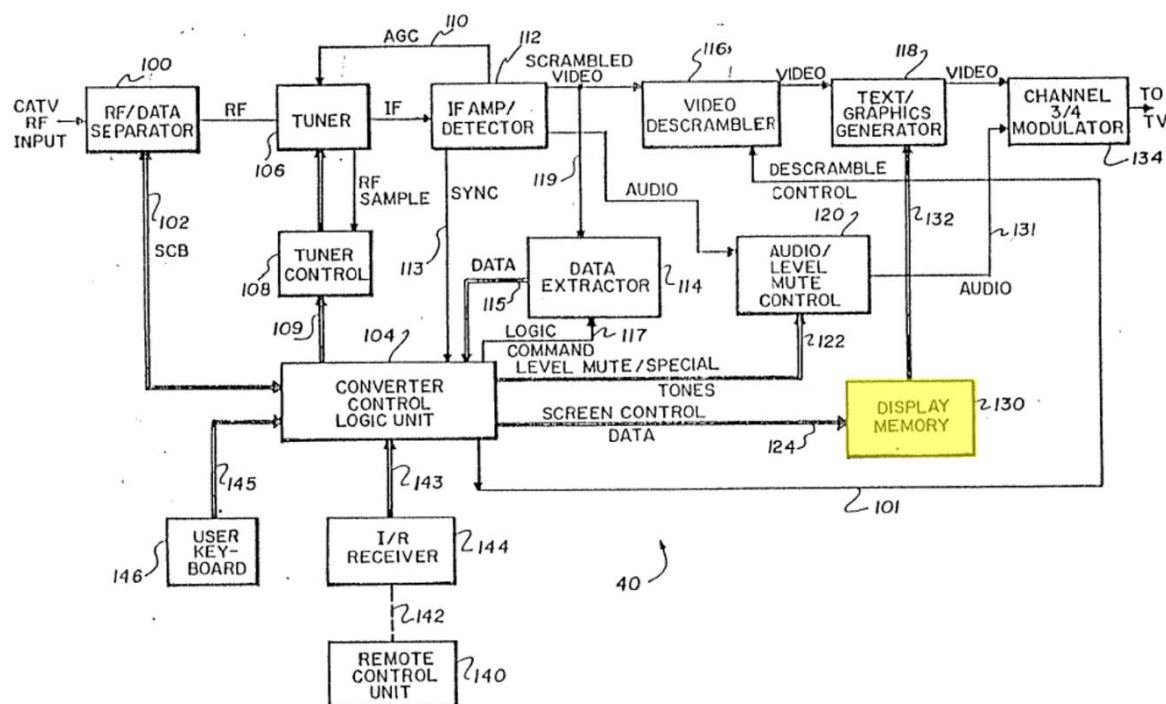 AGC
110
112
SCRAMBLED
VIDEO
116
VIDEO
118
VIDEO
100
CATV
RF
INPUT
RF/DATA
SEPARATOR
RF
TUNER
IF
IF AMP/
DETECTOR
VIDEO
DESCRAMBLER
TEXT/
GRAPHICS
GENERATOR
CHANNEL
3/4
MODULATOR
TO
TV
134
106
RF
SAMPLE
SYNC
119
AUDIO
DESCRAMBLE
CONTROL
102
SCB
108
TUNER
CONTROL
113
DATA
115
DATA
EXTRACTOR
114
120
AUDIO/
LEVEL
MUTE
CONTROL
132
131
AUDIO
109
104
LOGIC
COMMAND
117
122
CONVERTER
CONTROL
LOGIC UNIT
LEVEL MUTE/SPECIAL
TONES
SCREEN CONTROL
DATA
124
DISPLAY
MEMORY
130
145
143
101
146
USER
KEY-
BOARD
I/R
RECEIVER
144
40
142
REMOTE
CONTROL
UNIT
140